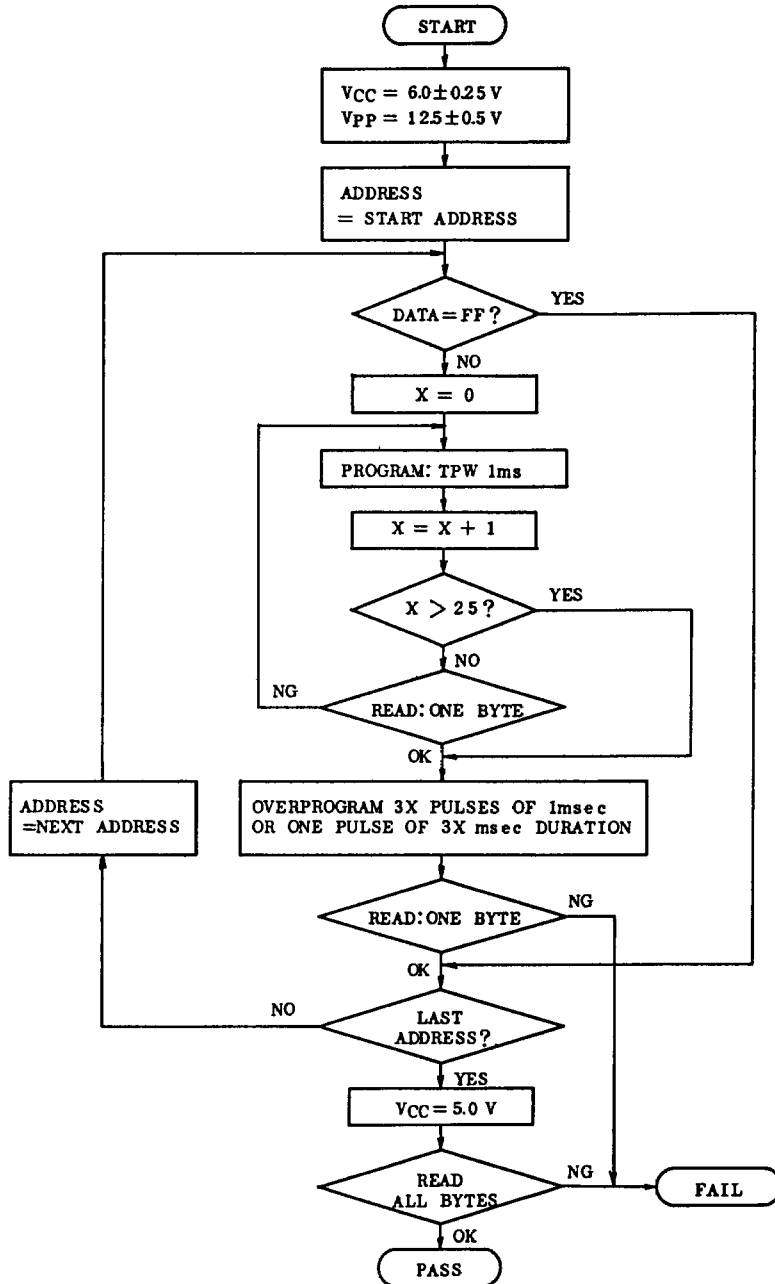 START
VCC = 6.0±0.25 V
VPP = 12.5±0.5 V
ADDRESS
= START ADDRESS
DATA=FF?
YES
NO
X = 0
PROGRAM: TPW 1ms
X = X + 1
X > 25?
YES
NO
NG
READ: ONE BYTE
OK
ADDRESS
=NEXT ADDRESS
OVERPROGRAM 3X PULSES OF 1msec
OR ONE PULSE OF 3X msec DURATION
READ: ONE BYTE
NG
OK
NO
LAST
ADDRESS?
YES
VCC=5.0 V
READ
ALL BYTES
NG
FAIL
OK
PASS